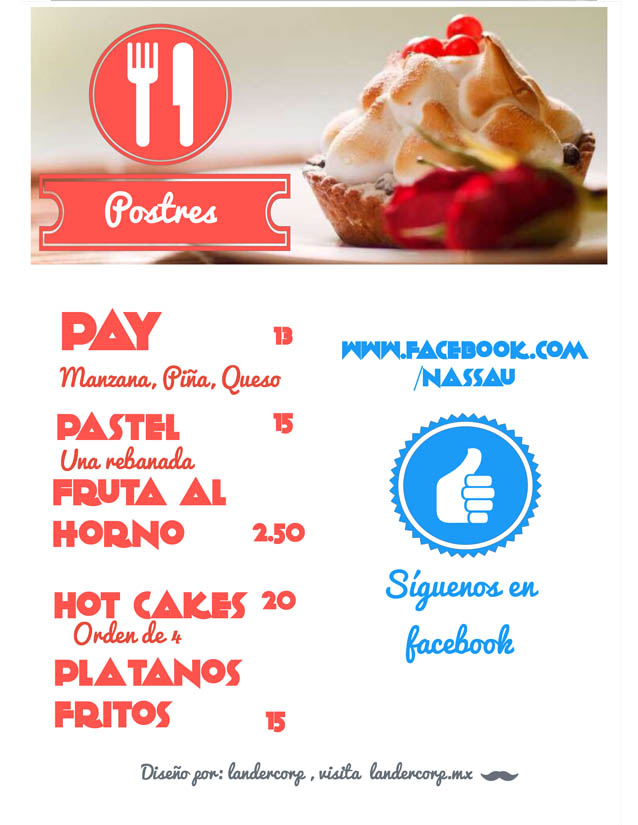 Postres
PAY 13
Manzana, Piña, Queso
PASTEL 15
Una rebanada
FRUTA AL
HORNO 2.50
HOT CAKES 20
Orden de 4
PLATANOS
FRITOS 15
WWW.FACEBOOK.COM
/NASSAU
Síguenos en
facebook
Diseño por: landercorp , visita landercorp.mx